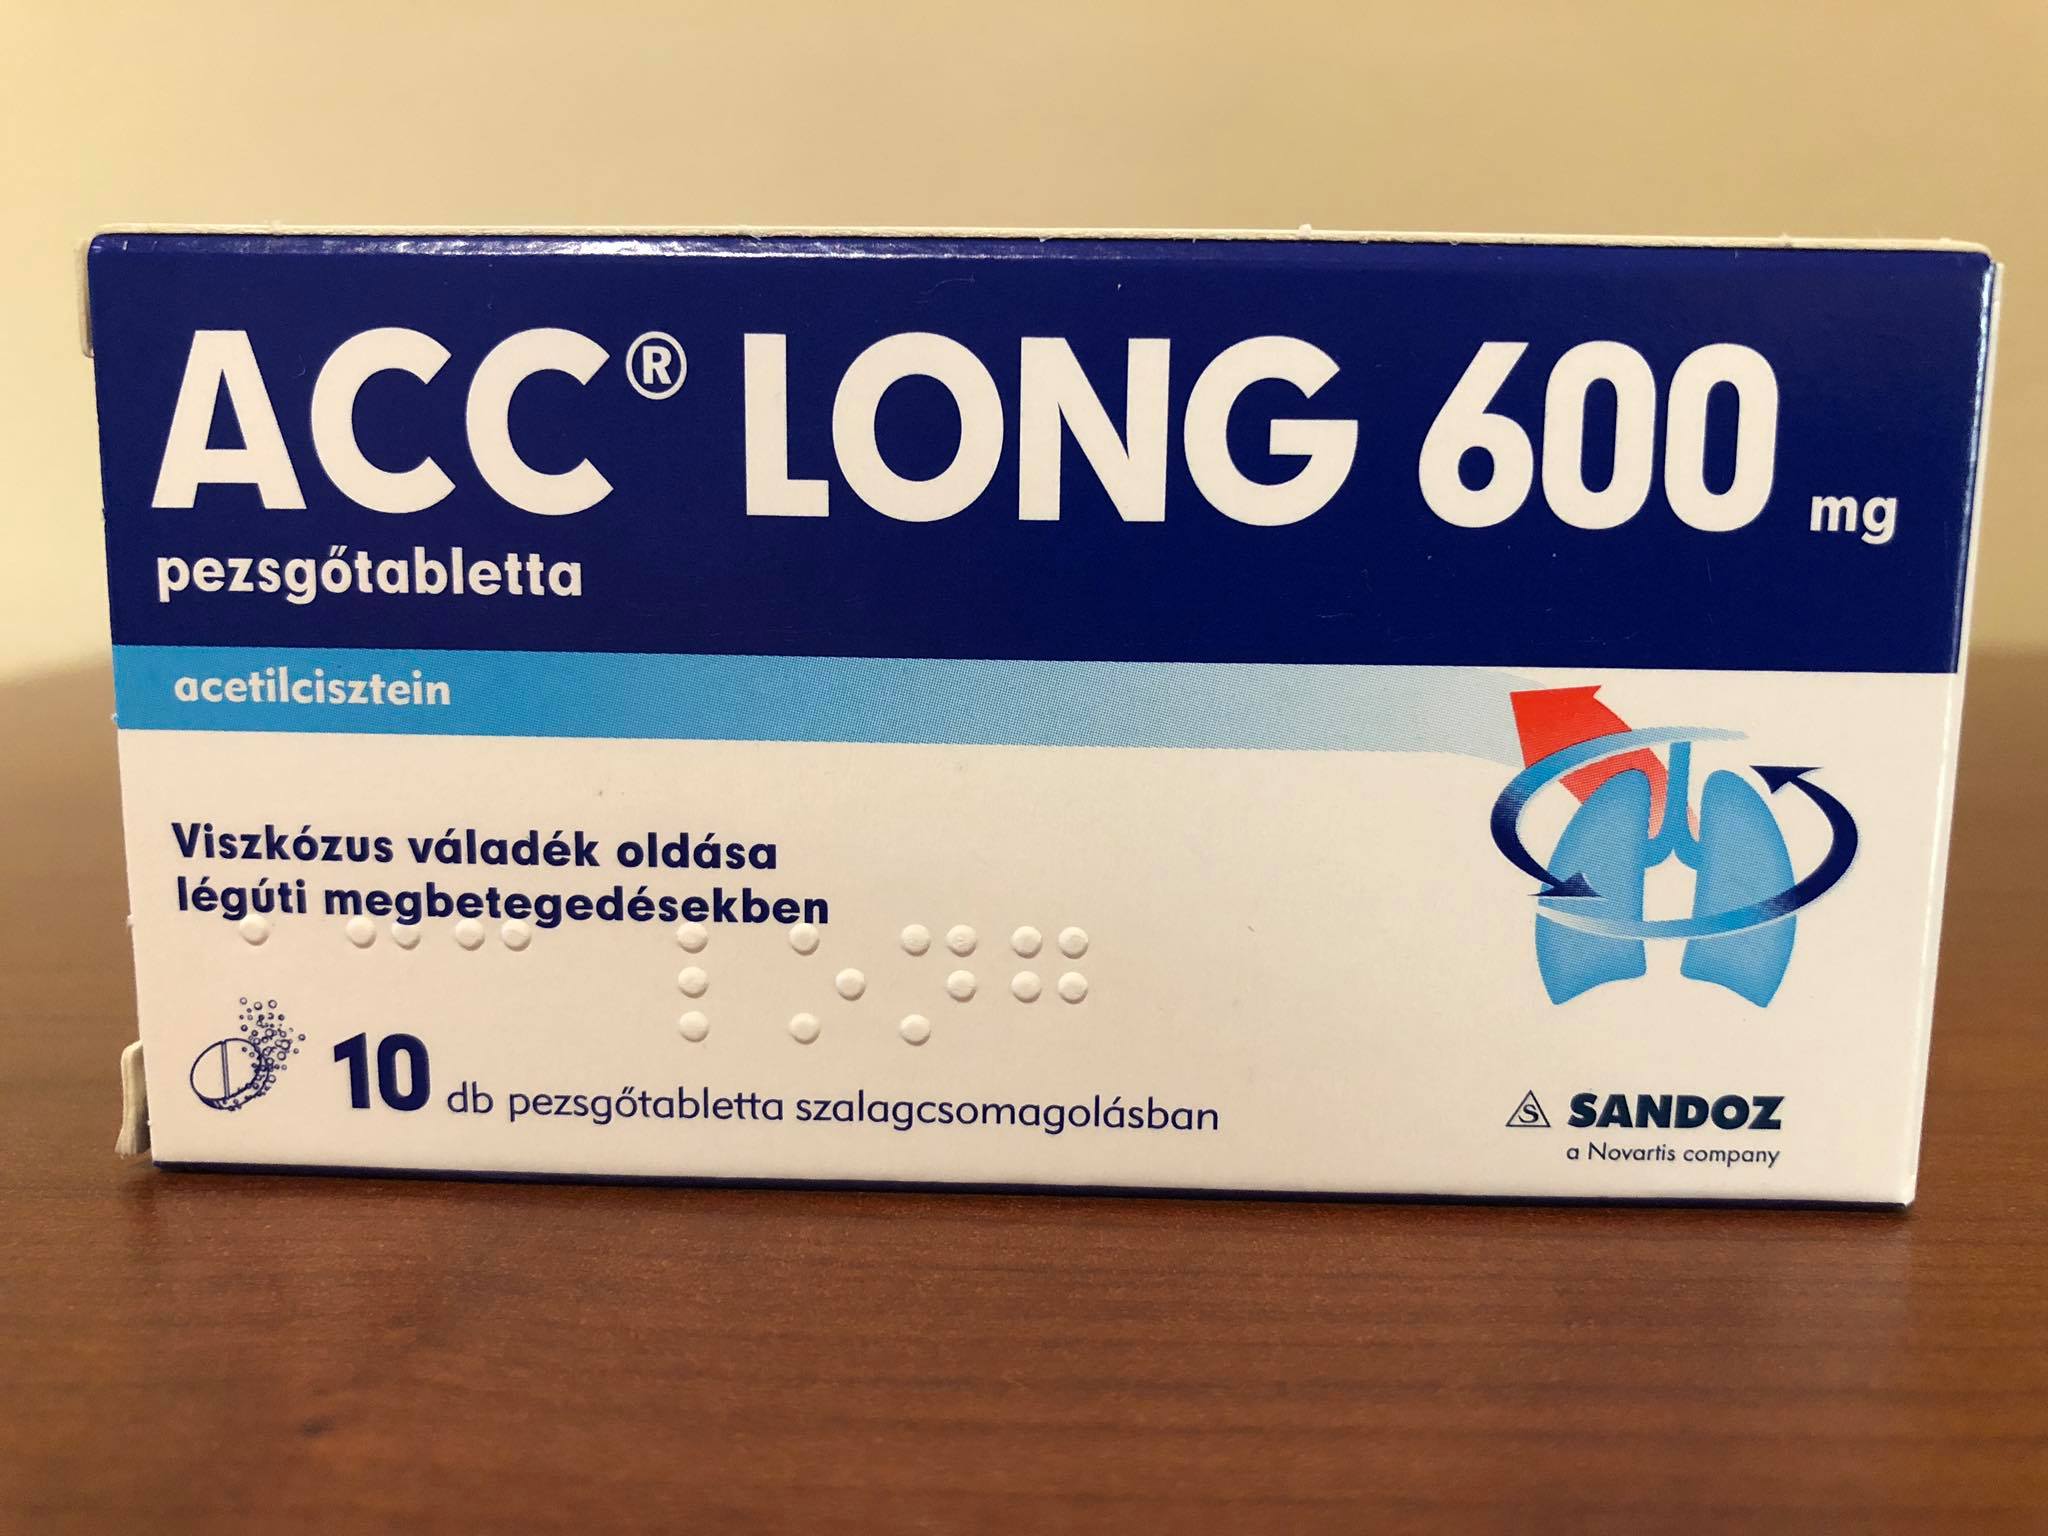 ACC® LONG 600 mg
pezsgőtabletta
acetilcisztein
Viszkózus váladék oldása
légúti megbetegedésekben
⠁⠉⠉ ⠇⠕⠝⠛
10 db pezsgőtabletta szalagcsomagolásban
S SANDOZ
a Novartis company